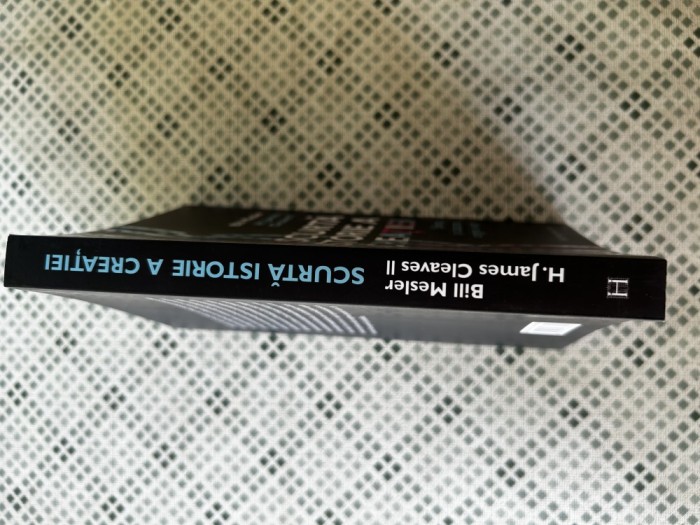 Bill Mesler
H. James Cleaves II
SCURTĂ ISTORIE A CREAȚIEI
H